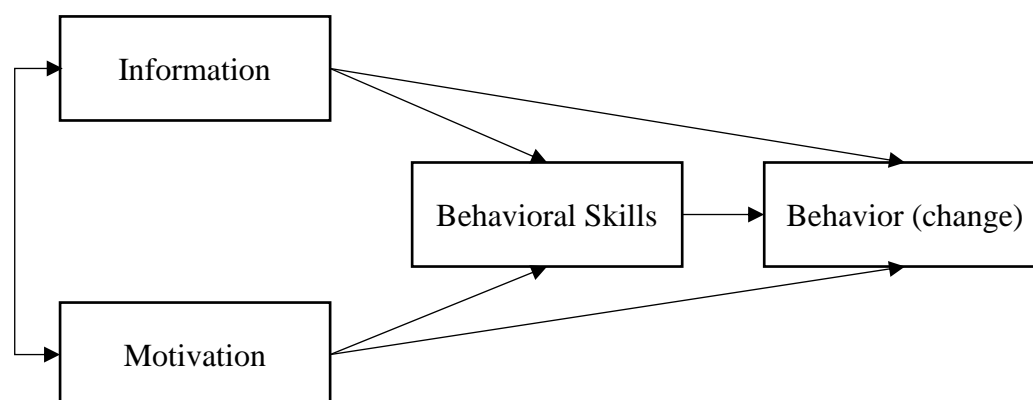 Information
Behavioral Skills
Behavior (change)
Motivation